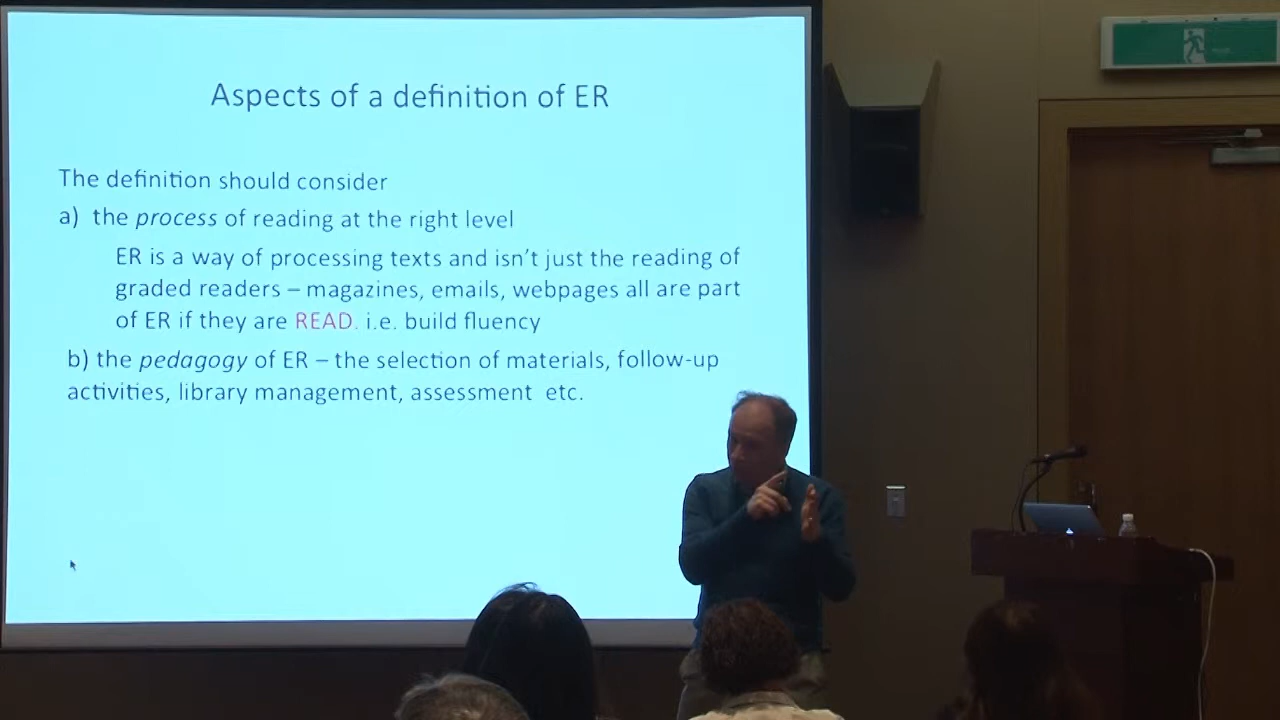 Aspects of a definition of ER
The definition should consider
a) the process of reading at the right level
ER is a way of processing texts and isn't just the reading of
graded readers – magazines, emails, webpages all are part
of ER if they are READ. i.e. build fluency
b) the pedagogy of ER – the selection of materials, follow-up
activities, library management, assessment etc.